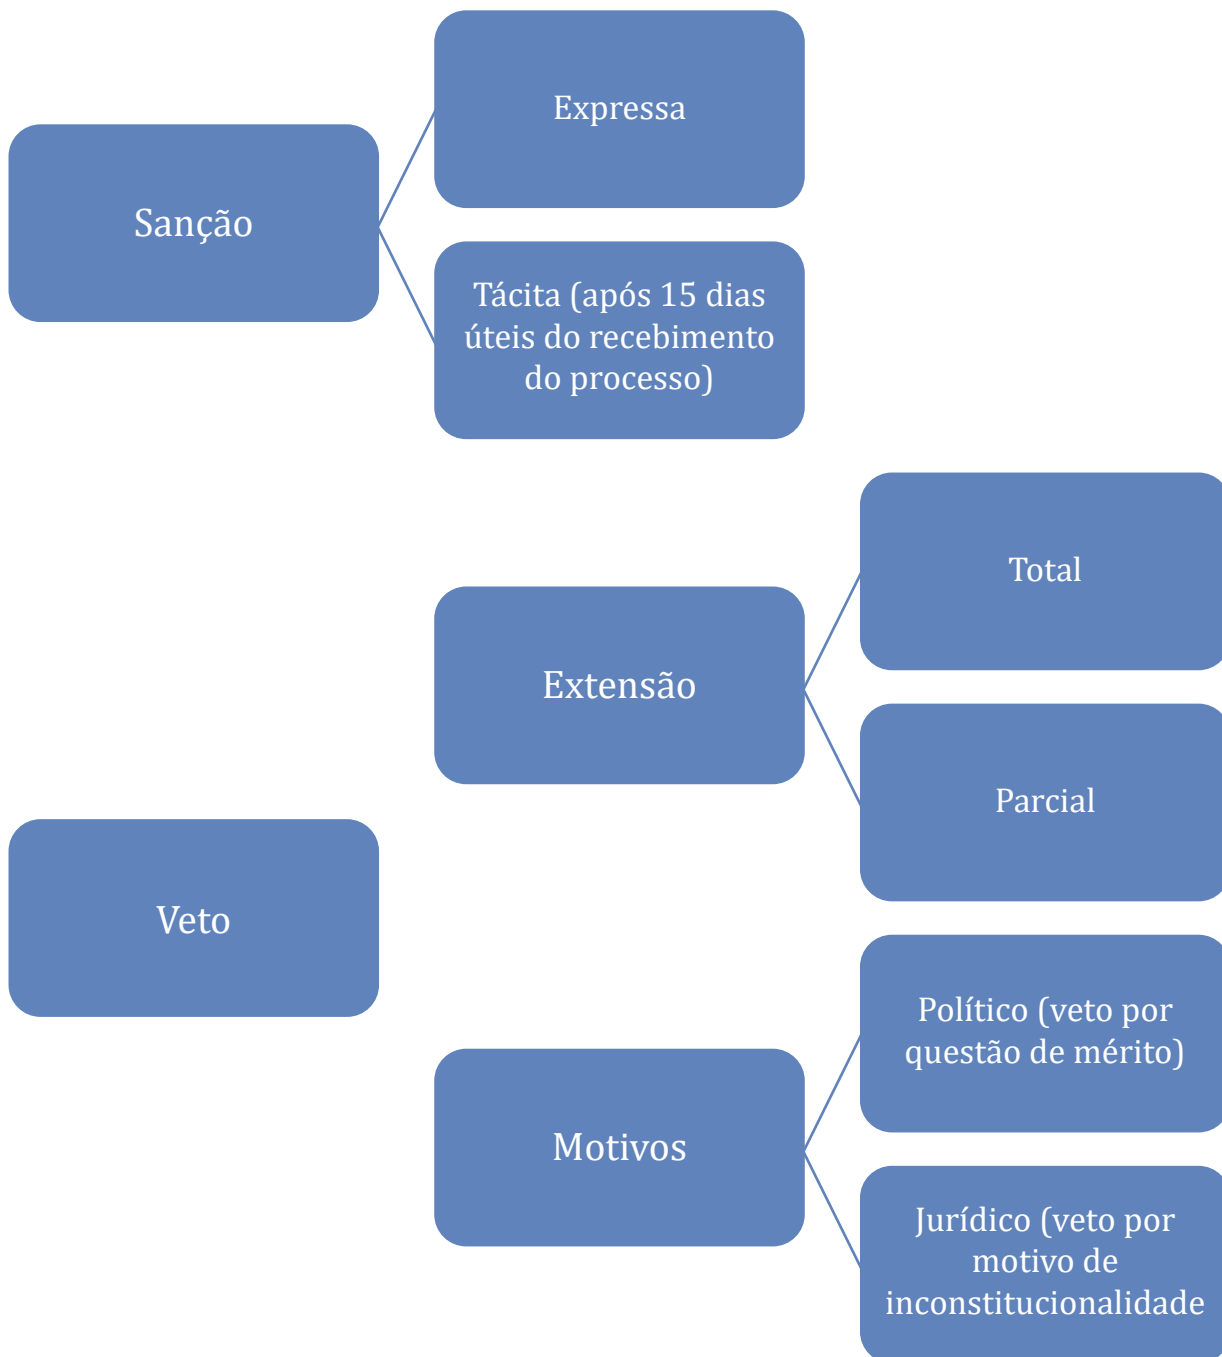 Expressa
Sanção
Tácita (após 15 dias
úteis do recebimento
do processo)
Total
Extensão
Parcial
Veto
Político (veto por
questão de mérito)
Motivos
Jurídico (veto por
motivo de
inconstitucionalidade